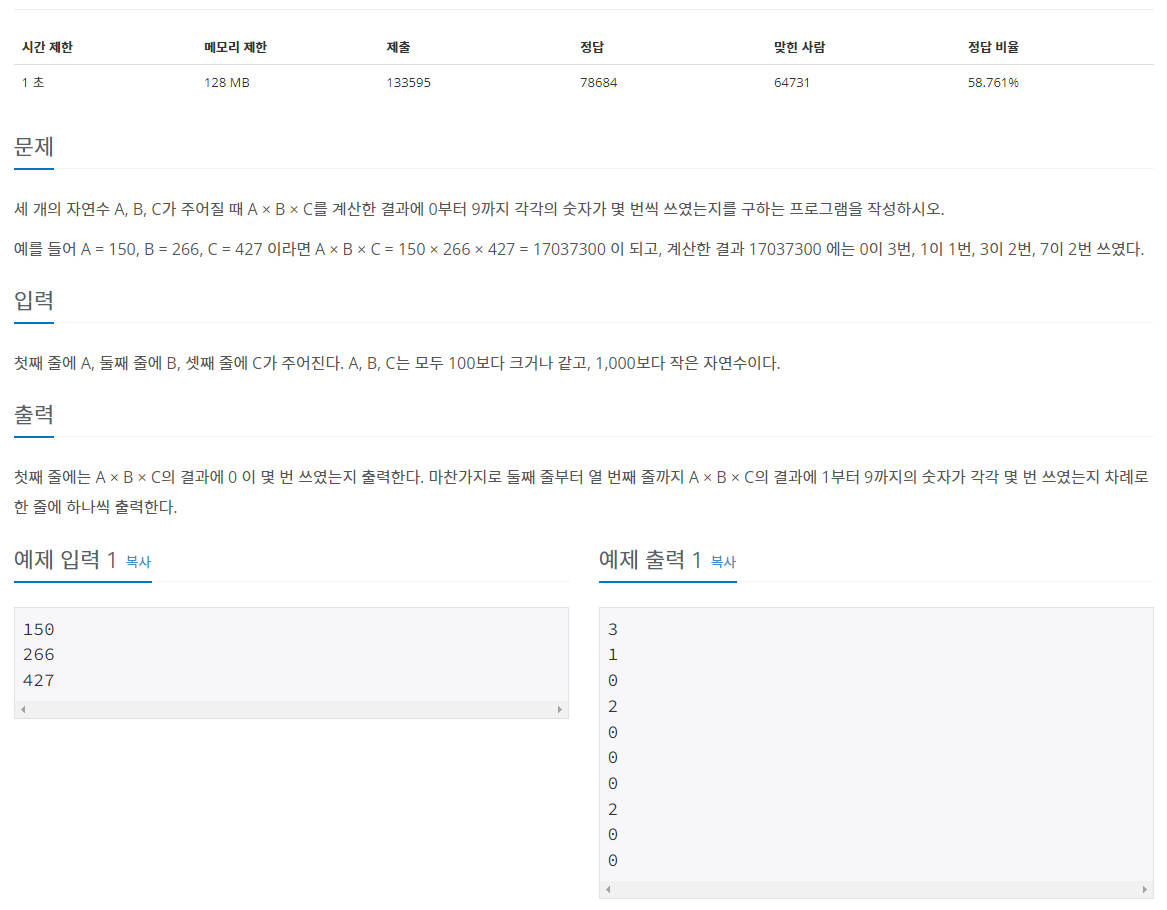 시간 제한 메모리 제한 제출 정답 맞힌 사람 정답 비율
1 초 128 MB 133595 78684 64731 58.761%
문제
세 개의 자연수 A, B, C가 주어질 때 A × B × C를 계산한 결과에 0부터 9까지 각각의 숫자가 몇 번씩 쓰였는지를 구하는 프로그램을 작성하시오.
예를 들어 A = 150, B = 266, C = 427 이라면 A × B × C = 150 × 266 × 427 = 17037300 이 되고, 계산한 결과 17037300 에는 0이 3번, 1이 1번, 3이 2번, 7이 2번 쓰였다.
입력
첫째 줄에 A, 둘째 줄에 B, 셋째 줄에 C가 주어진다. A, B, C는 모두 100보다 크거나 같고, 1,000보다 작은 자연수이다.
출력
첫째 줄에는 A × B × C의 결과에 0 이 몇 번 쓰였는지 출력한다. 마찬가지로 둘째 줄부터 열 번째 줄까지 A × B × C의 결과에 1부터 9까지의 숫자가 각각 몇 번 쓰였는지 차례로
한 줄에 하나씩 출력한다.
예제 입력 1 복사
150
266
427
예제 출력 1 복사
3
1
0
2
0
0
0
2
0
0